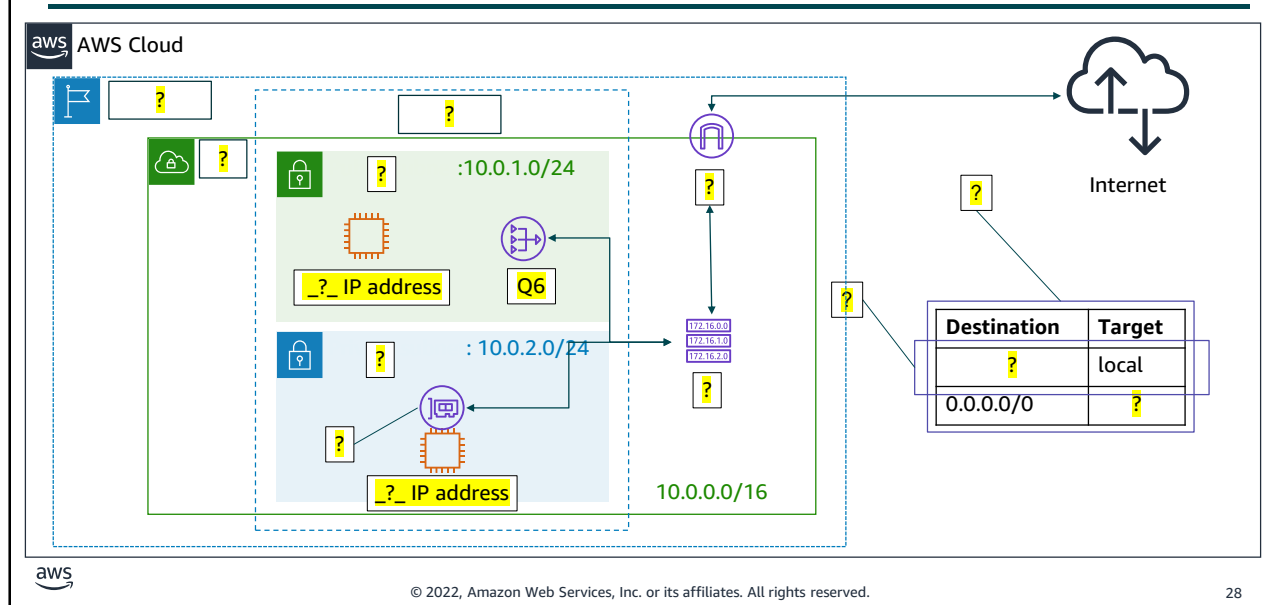 aws
AWS Cloud
?
?
?
?
:10.0.1.0/24
_?_ IP address
Q6
?
: 10.0.2.0/24
?
_?_ IP address
?
172.16.0.0
172.16.1.0
172.16.2.0
?
10.0.0.0/16
Internet
?
?
Destination Target
? local
0.0.0.0/0 ?
aws
© 2022, Amazon Web Services, Inc. or its affiliates. All rights reserved.
28